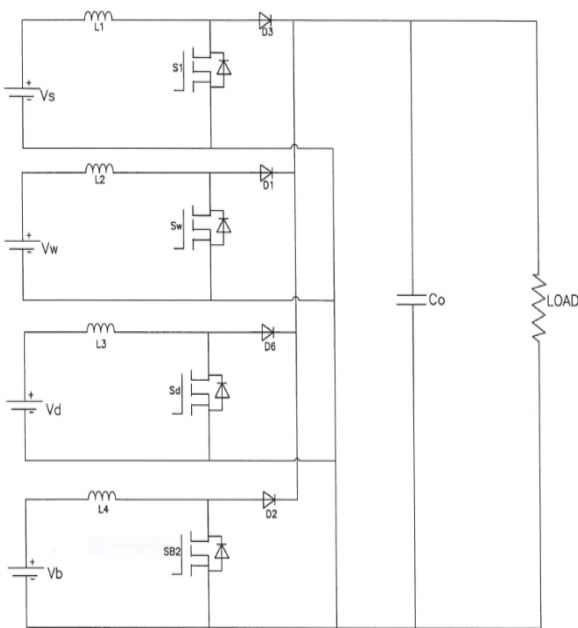 L1
D3
S1
+
-
Vs
L2
D1
Sw
+
-
Vw
L3
D6
Sd
+
-
Vd
Co
LOAD
L4
D2
SB2
+
-
Vb